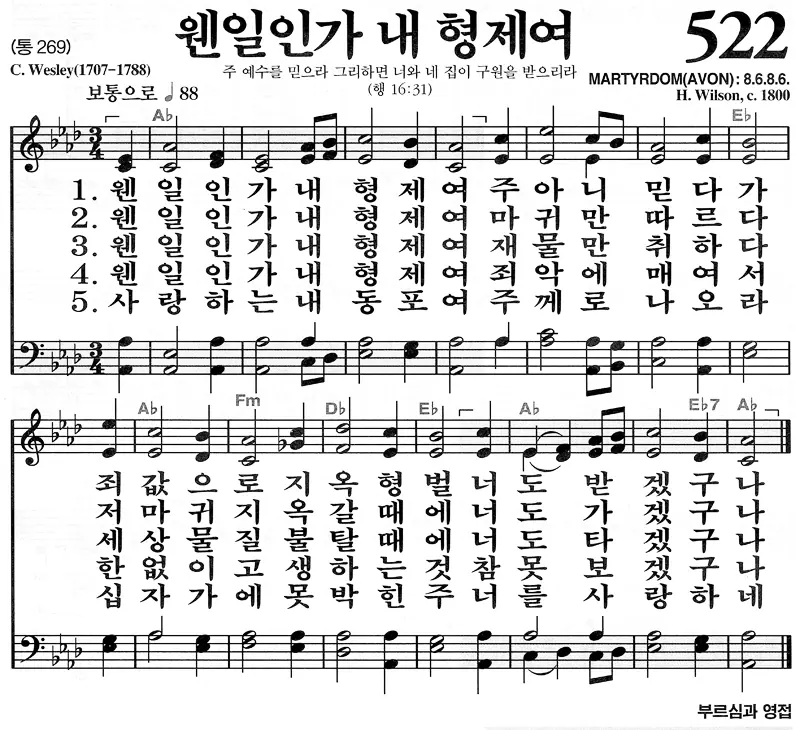 (통 269)
웬일인가 내 형제여
522
C. Wesley(1707-1788)
주 예수를 믿으라 그리하면 너와 네 집이 구원을 받으리라
(행 16:31)
MARTYRDOM(AVON): 8.6.8.6.
H. Wilson, c. 1800
보통으로 ♩ 88
A♭ E♭
1. 웬 일 인 가 내 형 제 여 주 아 니 믿 다 가
2. 웬 일 인 가 내 형 제 여 마 귀 만 따 르 다
3. 웬 일 인 가 내 형 제 여 재 물 만 취 하 다
4. 웬 일 인 가 내 형 제 여 죄 악 에 매 여 서
5. 사 랑 하 는 내 동 포 여 주 께 로 나 오 라
A♭ Fm D♭ E♭ A♭ E♭7 A♭
죄 값 으 로 지 옥 형 벌 너 도 받 겠 구 나
저 마 귀 지 옥 갈 때 에 너 도 가 겠 구 나
세 상 물 질 불 탈 때 에 너 도 타 겠 구 나
한 없 이 고 생 하 는 것 참 못 보 겠 구 나
십 자 가 에 못 박 힌 주 너 를 사 랑 하 네
부르심과 영접